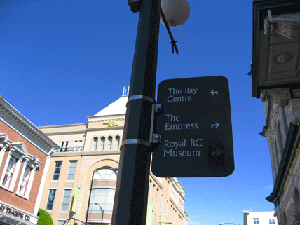 The Bay
Centre
The
Empress
Royal BC
Museum